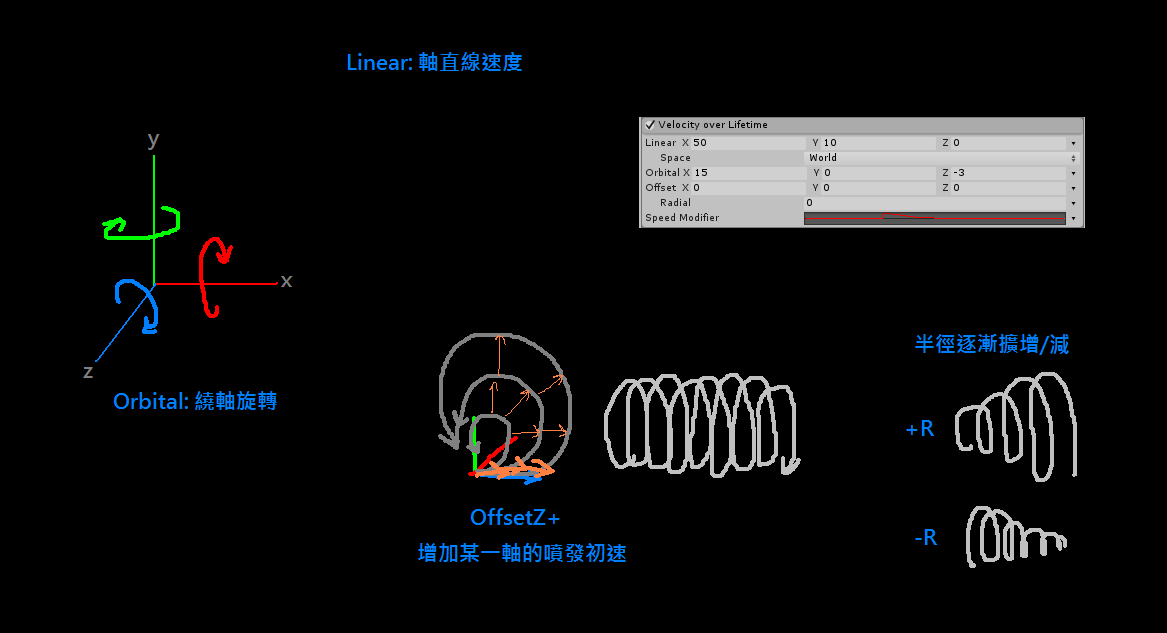 Linear: 軸直線速度
Velocity over Lifetime
Linear X 50 Y 10 Z 0
Space World
Orbital X 15 Y 0 Z -3
Offset X 0 Y 0 Z 0
Radial 0
Speed Modifier
y
x
z
Orbital: 繞軸旋轉
半徑逐漸擴增/減
+R
OffsetZ+
增加某一軸的噴發初速
-R